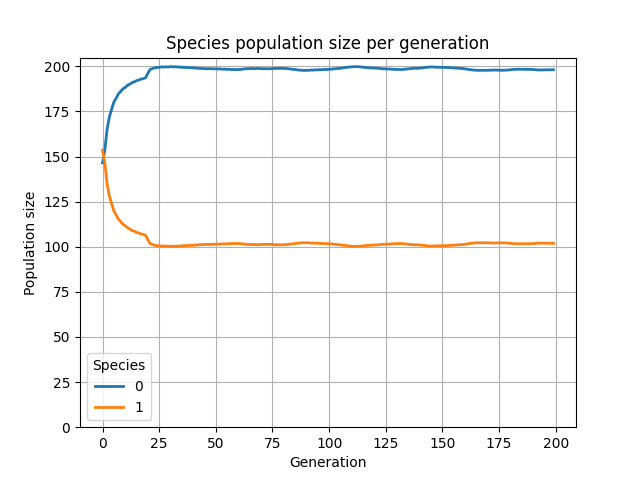 Species population size per generation
Population size
200
175
150
125
100
75
50
25
0
Species
0
1
0 25 50 75 100 125 150 175 200
Generation